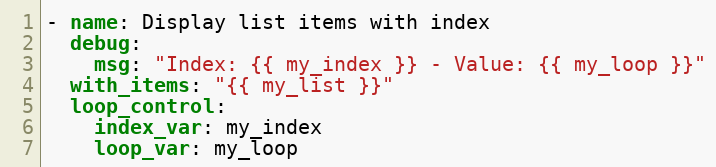 1 - name: Display list items with index
2   debug:
3     msg: "Index: {{ my_index }} - Value: {{ my_loop }}"
4   with_items: "{{ my_list }}"
5   loop_control:
6     index_var: my_index
7     loop_var: my_loop